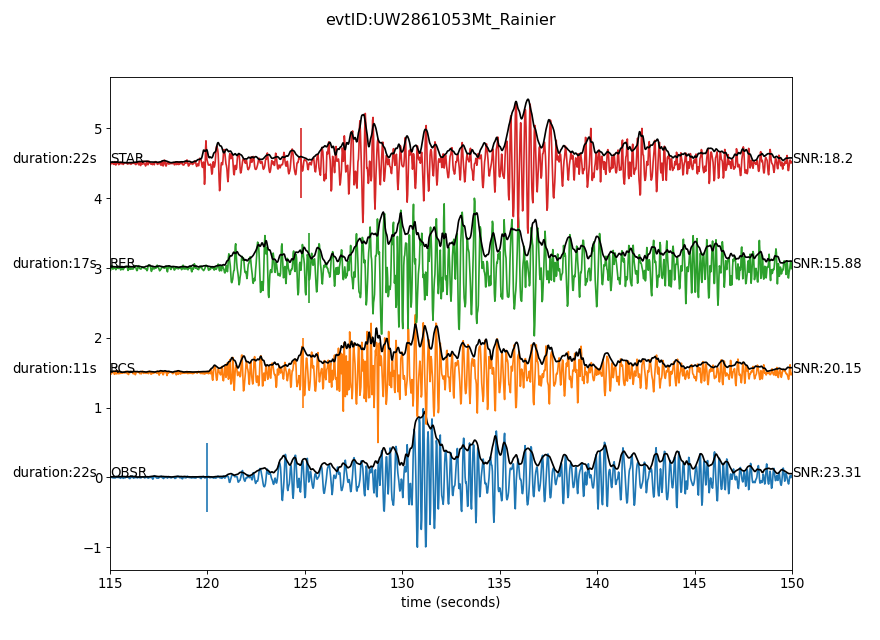 evtID:UW2861053Mt_Rainier
5
duration:22s STAR SNR:18.2
4
duration:17s 3 RER SNR:15.88
2
duration:11s RCS SNR:20.15
1
duration:22s 0 OBSR SNR:23.31
−1
115 120 125 130 135 140 145 150
time (seconds)